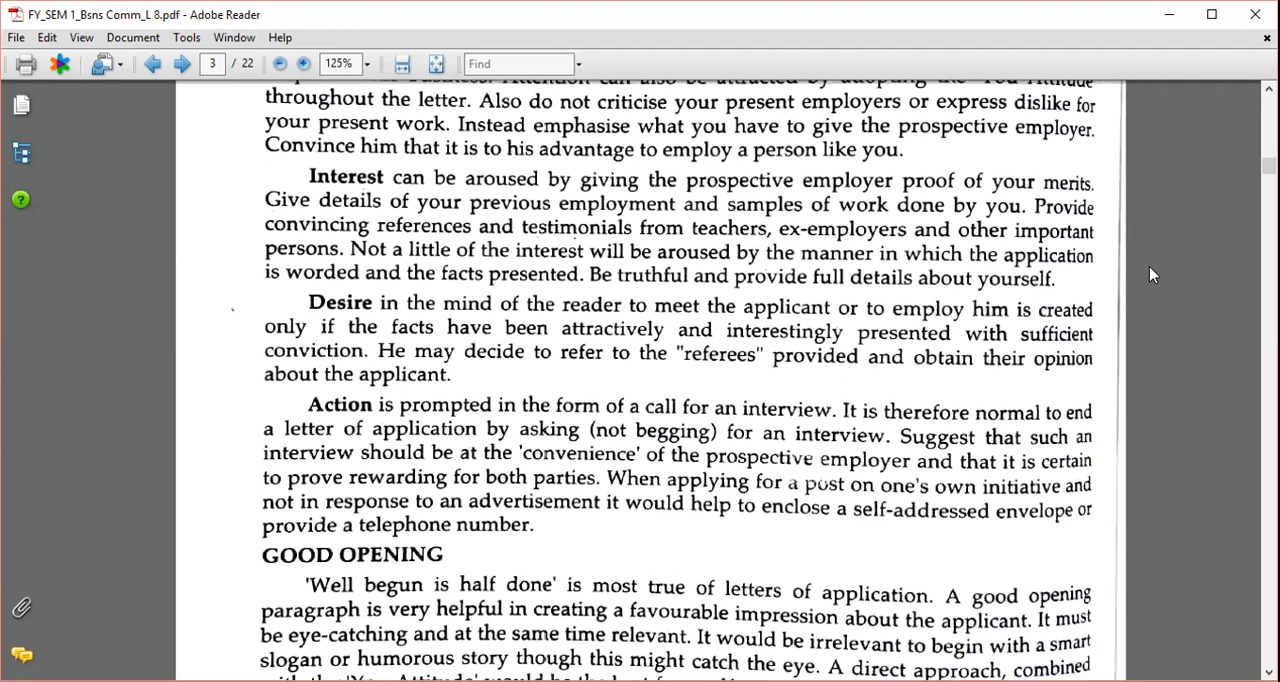 FY_SEM 1_Bsns Comm_L 8.pdf - Adobe Reader
File Edit View Document Tools Window Help
3 / 22 125% Find
throughout the letter. Also do not criticise your present employers or express dislike for
your present work. Instead emphasise what you have to give the prospective employer.
Convince him that it is to his advantage to employ a person like you.
Interest can be aroused by giving the prospective employer proof of your merits.
Give details of your previous employment and samples of work done by you. Provide
convincing references and testimonials from teachers, ex-employers and other important
persons. Not a little of the interest will be aroused by the manner in which the application
is worded and the facts presented. Be truthful and provide full details about yourself.
Desire in the mind of the reader to meet the applicant or to employ him is created
only if the facts have been attractively and interestingly presented with sufficient
conviction. He may decide to refer to the "referees" provided and obtain their opinion
about the applicant.
Action is prompted in the form of a call for an interview. It is therefore normal to end
a letter of application by asking (not begging) for an interview. Suggest that such an
interview should be at the 'convenience' of the prospective employer and that it is certain
to prove rewarding for both parties. When applying for a post on one's own initiative and
not in response to an advertisement it would help to enclose a self-addressed envelope or
provide a telephone number.
GOOD OPENING
'Well begun is half done' is most true of letters of application. A good opening
paragraph is very helpful in creating a favourable impression about the applicant. It must
be eye-catching and at the same time relevant. It would be irrelevant to begin with a smart
slogan or humorous story though this might catch the eye. A direct approach, combined